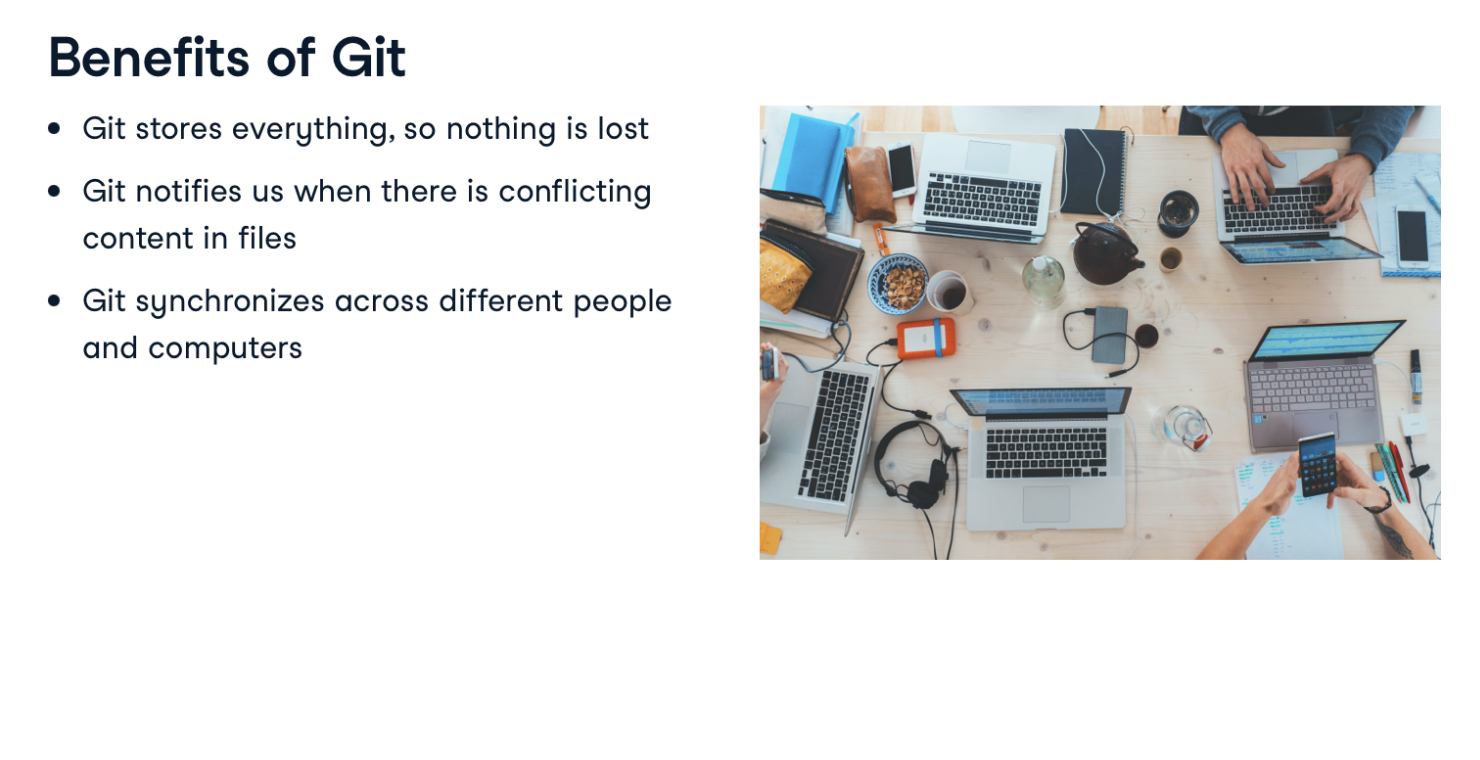 Benefits of Git
Git stores everything, so nothing is lost
Git notifies us when there is conflicting
content in files
Git synchronizes across different people
and computers